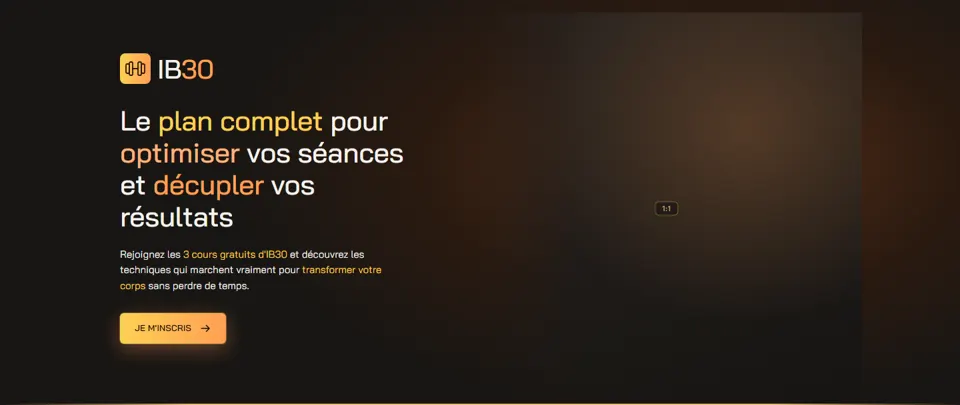 IB30
Le plan complet pour
optimiser vos séances
et décupler vos
résultats
Rejoignez les 3 cours gratuits d'IB30 et découvrez les
techniques qui marchent vraiment pour transformer votre
corps sans perdre de temps.
JE M'INSCRIS
1:1